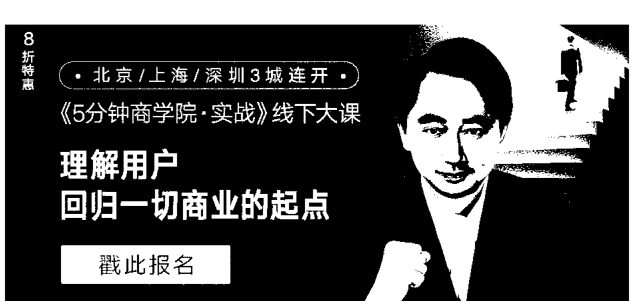 8
折
特
惠
• 北京/上海/深圳3城连开 •
《5分钟商学院·实战》线下大课
理解用户
回归一切商业的起点
戳此报名